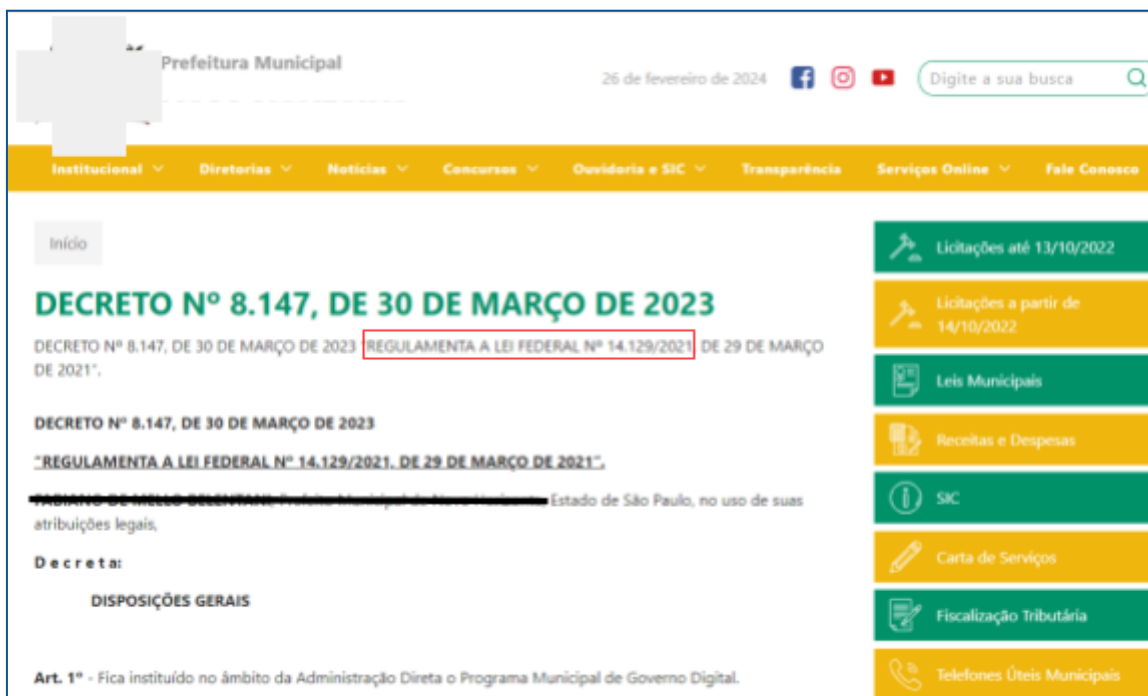 Prefeitura Municipal
26 de fevereiro de 2024
Digite a sua busca
Institucional
Diretorias
Notícias
Concursos
Ouvidoria e SIC
Transparência
Serviços Online
Fale Conosco
Início
DECRETO Nº 8.147, DE 30 DE MARÇO DE 2023
DECRETO Nº 8.147, DE 30 DE MARÇO DE 2023 "REGULAMENTA A LEI FEDERAL Nº 14.129/2021, DE 29 DE MARÇO
DE 2021".
DECRETO Nº 8.147, DE 30 DE MARÇO DE 2023
"REGULAMENTA A LEI FEDERAL Nº 14.129/2021, DE 29 DE MARÇO DE 2021".
Estado de São Paulo, no uso de suas
atribuições legais,
D e c r e t a:
DISPOSIÇÕES GERAIS
Art. 1º - Fica instituído no âmbito da Administração Direto o Programa Municipal de Governo Digital.
Licitações até 13/10/2022
Licitações a partir de
14/10/2022
Leis Municipais
Receitas e Despesas
SIC
Carta de Serviços
Fiscalização Tributária
Telefones Úteis Municipais